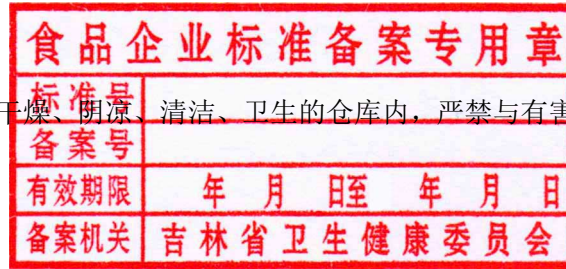 食品企业标准备案专用章
标准号
干燥、阴凉、清洁、卫生的仓库内，严禁与有害
备案号
有效期限 年 月 日至 年 月 日
备案机关 吉林省卫生健康委员会